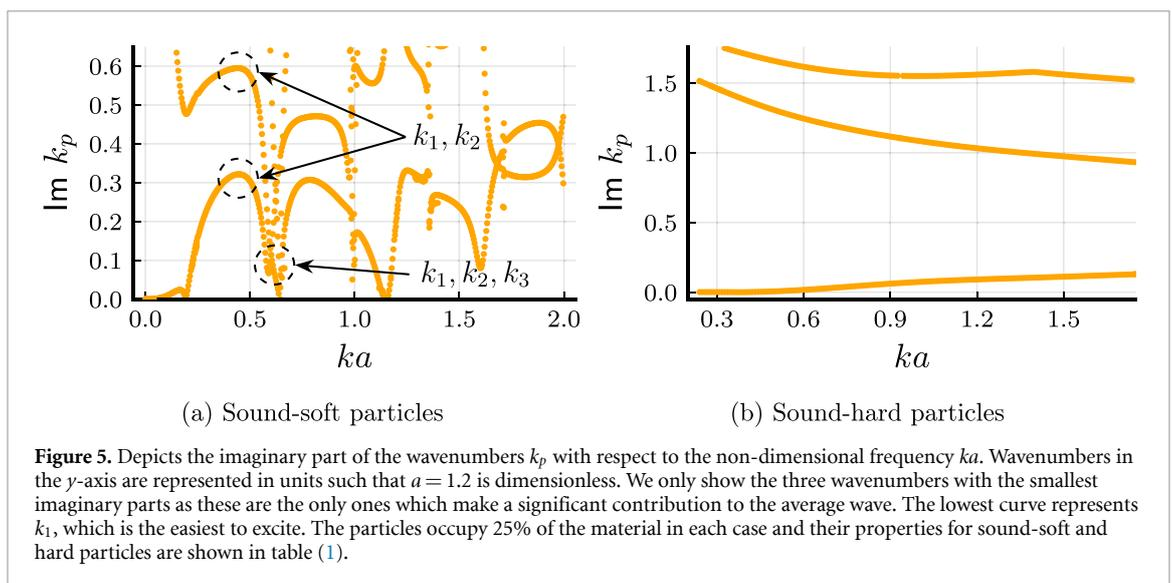 0.6
0.5
0.4
0.3
0.2
0.1
0.0
Im k_p
k_1, k_2
k_1, k_2, k_3
0.0 0.5 1.0 1.5 2.0
ka
(a) Sound-soft particles
1.5
1.0
0.5
0.0
Im k_p
0.3 0.6 0.9 1.2 1.5
ka
(b) Sound-hard particles
Figure 5. Depicts the imaginary part of the wavenumbers k_p with respect to the non-dimensional frequency ka. Wavenumbers in
the y-axis are represented in units such that a = 1.2 is dimensionless. We only show the three wavenumbers with the smallest
imaginary parts as these are the only ones which make a significant contribution to the average wave. The lowest curve represents
k_1, which is the easiest to excite. The particles occupy 25% of the material in each case and their properties for sound-soft and
hard particles are shown in table (1).